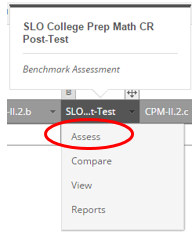 SLO College Prep Math CR
Post-Test
Benchmark Assessment
-II.2.b SLO...t-Test CPM-II.2.c
Assess
Compare
View
Reports